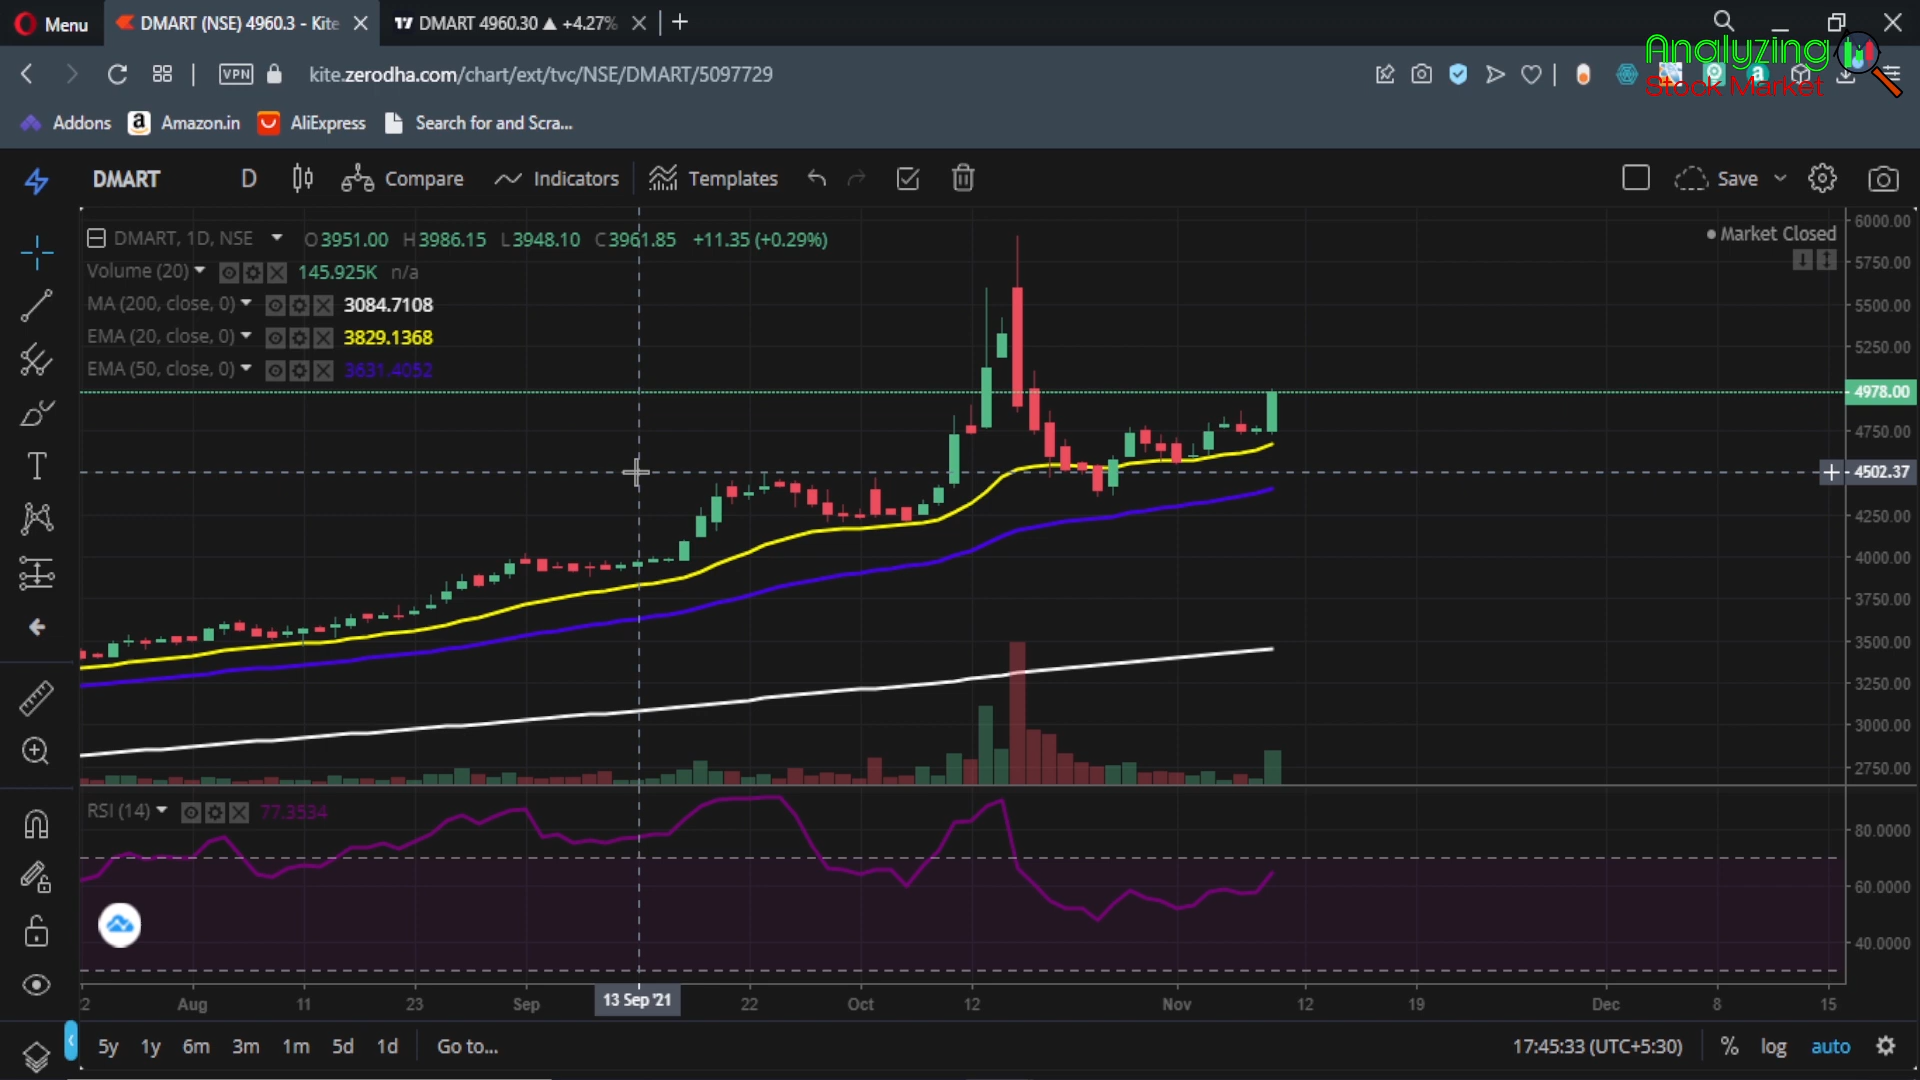 Menu
DMART (NSE) 4960.3 - Kite
DMART 4960.30 ▲ +4.27%
VPN
kite.zerodha.com/chart/ext/tvc/NSE/DMART/5097729
Analyzing
Stock Market
Addons
Amazon.in
AliExpress
Search for and Scra...
DMART
D
Compare
Indicators
Templates
Save
DMART, 1D, NSE
O3951.00 H3986.15 L3948.10 C3961.85 +11.35 (+0.29%)
Market Closed
Volume (20)
145.925K n/a
MA (200, close, 0)
3084.7108
EMA (20, close, 0)
3829.1368
EMA (50, close, 0)
3631.4052
6000.00
5750.00
5500.00
5250.00
4978.00
4750.00
4502.37
4250.00
4000.00
3750.00
3500.00
3250.00
3000.00
2750.00
RSI (14)
77.3534
80.0000
60.0000
40.0000
2 Aug 11 23 Sep 13 Sep '21 22 Oct 12 Nov 12 19 Dec 8 15
5y 1y 6m 3m 1m 5d 1d Go to...
17:45:33 (UTC+5:30) % log auto